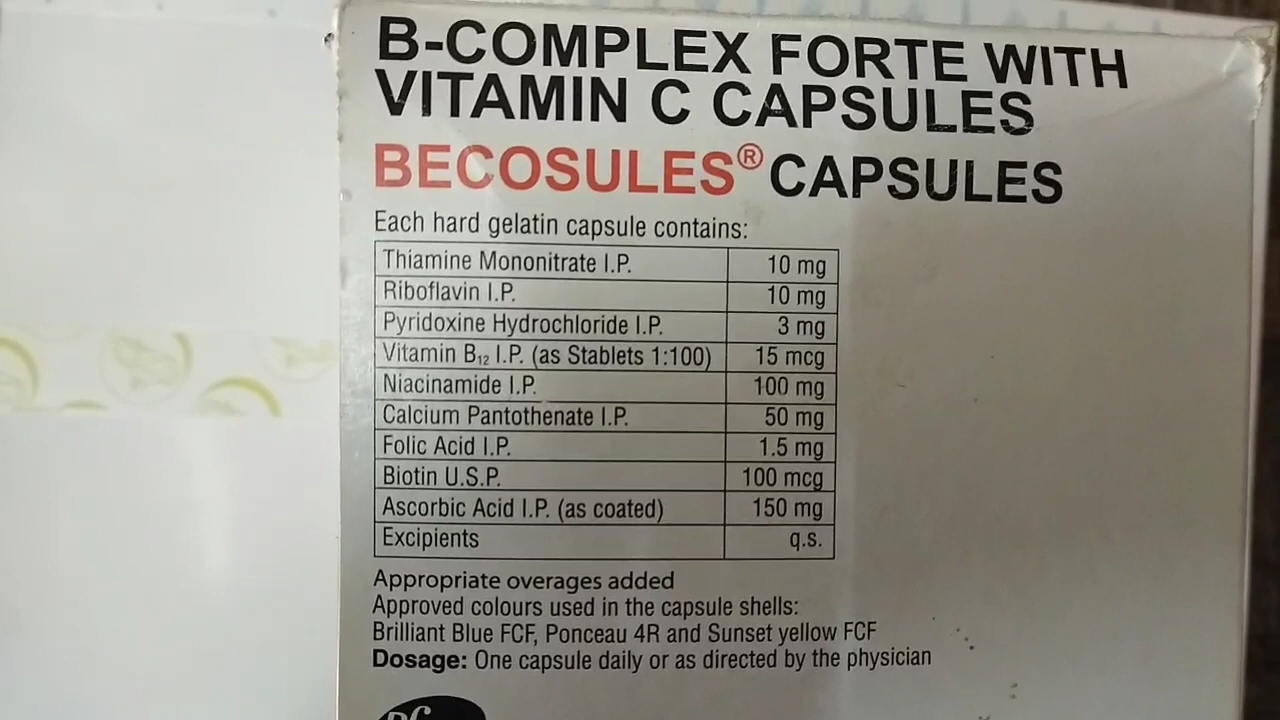 B-COMPLEX FORTE WITH
VITAMIN C CAPSULES
BECOSULES® CAPSULES
Each hard gelatin capsule contains:
Thiamine Mononitrate I.P. 10 mg
Riboflavin I.P. 10 mg
Pyridoxine Hydrochloride I.P. 3 mg
Vitamin B₁₂ I.P. (as Stablets 1:100) 15 mcg
Niacinamide I.P. 100 mg
Calcium Pantothenate I.P. 50 mg
Folic Acid I.P. 1.5 mg
Biotin U.S.P. 100 mcg
Ascorbic Acid I.P. (as coated) 150 mg
Excipients q.s.
Appropriate overages added
Approved colours used in the capsule shells:
Brilliant Blue FCF, Ponceau 4R and Sunset yellow FCF
Dosage: One capsule daily or as directed by the physician